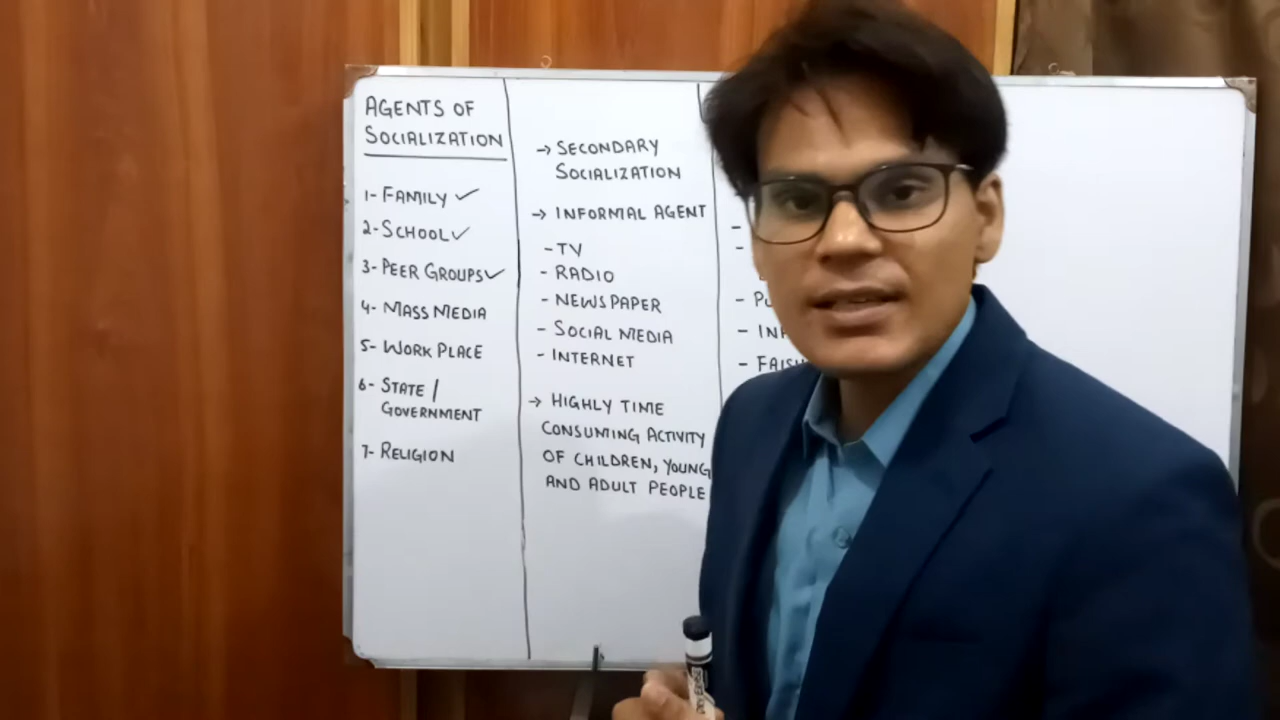 AGENTS OF
SOCIALIZATION
1- FAMILY ✓
2- SCHOOL ✓
3- PEER GROUPS ✓
4- MASS MEDIA
5- WORK PLACE
6- STATE /
GOVERNMENT
7- RELIGION
→ SECONDARY
SOCIALIZATION
→ INFORMAL AGENT
- TV
- RADIO
- NEWS PAPER
- SOCIAL MEDIA
- INTERNET
→ HIGHLY TIME
CONSUMING ACTIVITY
OF CHILDREN, YOUNG
AND ADULT PEOPLE